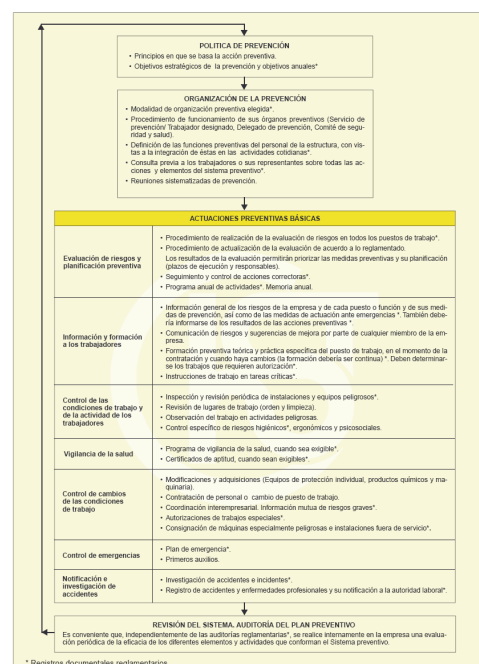 POLITICA DE PREVENCIÓN
• Principios en que se basa la acción preventiva.
• Objetivos estratégicos de la prevención y objetivos anuales*
ORGANIZACIÓN DE LA PREVENCIÓN
• Modalidad de organización preventiva elegida*.
• Procedimiento de funcionamiento de sus órganos preventivos (Servicio de
prevención/ Trabajador designado, Delegado de prevención, Comité de segu-
ridad y salud).
• Definición de las funciones preventivas del personal de la estructura, con vis-
tas a la integración de éstas en las actividades cotidianas*.
• Consulta previa a los trabajadores o sus representantes sobre todas las ac-
ciones y elementos del sistema preventivo*.
• Reuniones sistematizadas de prevención.
ACTUACIONES PREVENTIVAS BÁSICAS
Evaluación de riesgos y
planificación preventiva
• Procedimiento de realización de la evaluación de riesgos en todos los puestos de trabajo*.
• Procedimiento de actualización de la evaluación de acuerdo a lo reglamentado.
Los resultados de la evaluación permitirán priorizar las medidas preventivas y su planificación
(plazos de ejecución y responsables).
• Seguimiento y control de acciones correctoras*.
• Programa anual de actividades*. Memoria anual.
Información y formación
a los trabajadores
• Información general de los riesgos de la empresa y de cada puesto o función y de sus medi-
das de prevención, así como de las medidas de actuación ante emergencias *. También debe-
ría informarse de los resultados de las acciones preventivas *.
• Comunicación de riesgos y sugerencias de mejora por parte de cualquier miembro de la em-
presa.
• Formación preventiva teórica y práctica específica del puesto de trabajo, en el momento de la
contratación y cuando haya cambios (la formación debería ser continua) *. Deben determinar-
se los trabajos que requieren autorización*.
• Instrucciones de trabajo en tareas críticas*.
Control de las
condiciones de trabajo y
de la actividad de los
trabajadores
• Inspección y revisión periódica de instalaciones y equipos peligrosos*.
• Revisión de lugares de trabajo (orden y limpieza).
• Observación del trabajo en actividades peligrosas.
• Control específico de riesgos higiénicos*, ergonómicos y psicosociales.
Vigilancia de la salud
• Programa de vigilancia de la salud, cuando sea exigible*.
• Certificados de aptitud, cuando sean exigibles*.
Control de cambios
de las condiciones
de trabajo
• Modificaciones y adquisiciones (Equipos de protección individual, productos químicos y ma-
quinaria).
• Contratación de personal o cambio de puesto de trabajo.
• Coordinación interempresarial. Información mutua de riesgos graves*.
• Autorizaciones de trabajos especiales*.
• Consignación de máquinas especialmente peligrosas e instalaciones fuera de servicio*.
Control de emergencias
• Plan de emergencia*.
• Primeros auxilios.
Notificación e
investigación de
accidentes
• Investigación de accidentes e incidentes*.
• Registro de accidentes y enfermedades profesionales y su notificación a la autoridad laboral*.
REVISIÓN DEL SISTEMA. AUDITORÍA DEL PLAN PREVENTIVO
Es conveniente que, independientemente de las auditorías reglamentarias*, se realice internamente en la empresa una evalua-
ción periódica de la eficacia de los diferentes elementos y actividades que conforman el Sistema preventivo.
* Registros documentales reglamentarios